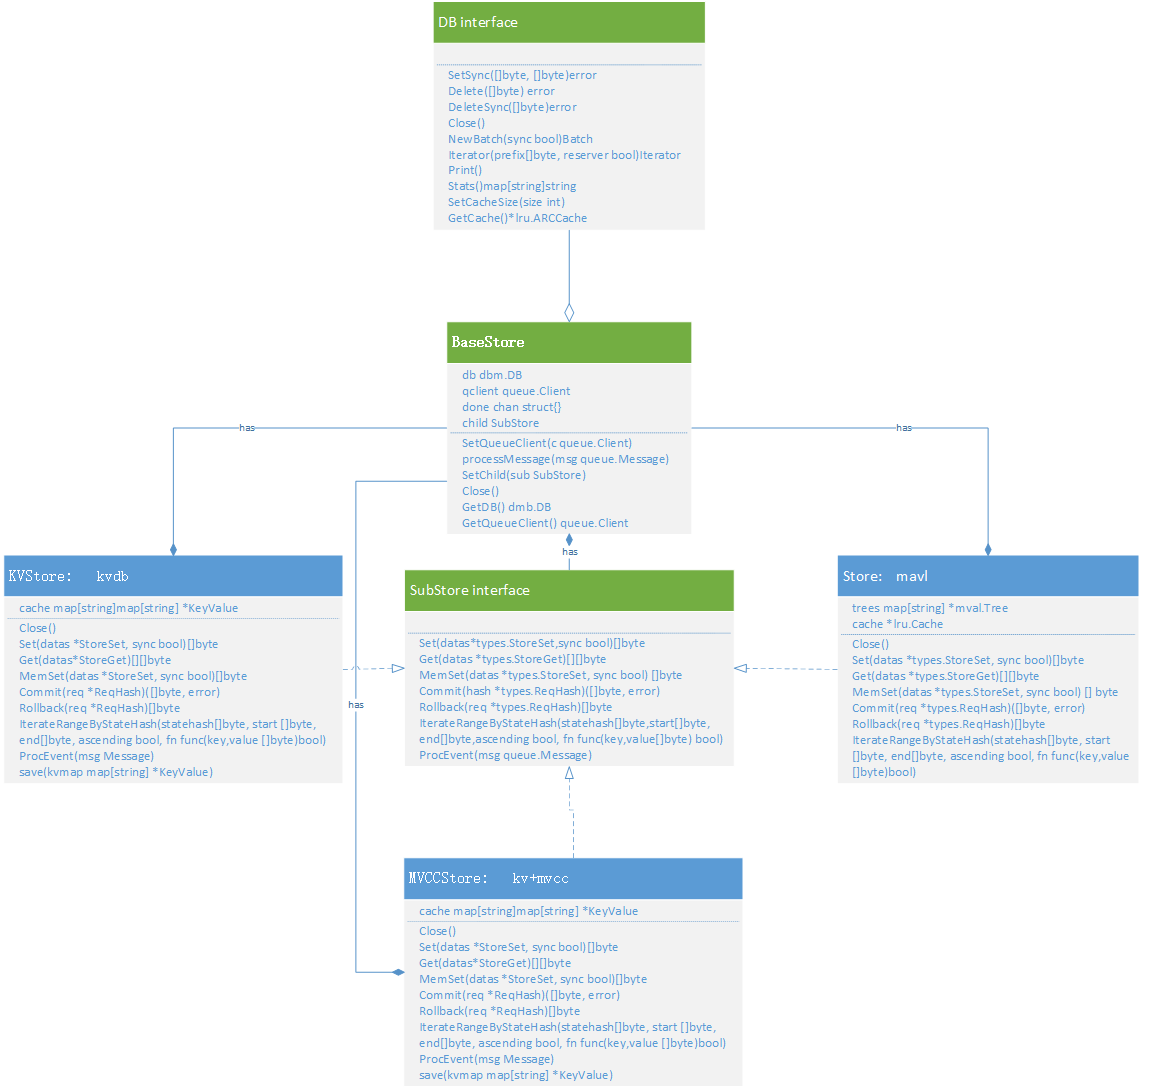 DB interface
SetSync([]byte, []byte)error
Delete([]byte) error
DeleteSync([]byte)error
Close()
NewBatch(sync bool)Batch
Iterator(prefix[]byte, reserver bool)Iterator
Print()
Stats()map[string]string
SetCacheSize(size int)
GetCache()*lru.ARCCache
BaseStore
db dbm.DB
qclient queue.Client
done chan struct{}
child SubStore
SetQueueClient(c queue.Client)
processMessage(msg queue.Message)
SetChild(sub SubStore)
Close()
GetDB() dmb.DB
GetQueueClient() queue.Client
has
has
has
has
KVStore: kvdb
cache map[string]map[string] *KeyValue
Close()
Set(datas *StoreSet, sync bool)[]byte
Get(datas*StoreGet)[][]byte
MemSet(datas *StoreSet, sync bool)[]byte
Commit(req *ReqHash)([]byte, error)
Rollback(req *ReqHash)[]byte
IterateRangeByStateHash(statehash[]byte, start []byte,
end[]byte, ascending bool, fn func(key,value []byte)bool)
ProcEvent(msg Message)
save(kvmap map[string] *KeyValue)
SubStore interface
Set(datas*types.StoreSet,sync bool)[]byte
Get(datas *types.StoreGet)[][]byte
MemSet(datas *types.StoreSet, sync bool) []byte
Commit(hash *types.ReqHash)([]byte, error)
Rollback(req *types.ReqHash)[]byte
IterateRangeByStateHash(statehash[]byte,start[]byte,
end[]byte,ascending bool, fn func(key,value[]byte) bool)
ProcEvent(msg queue.Message)
Store: mavl
trees map[string] *mval.Tree
cache *lru.Cache
Close()
Set(datas *types.StoreSet, sync bool)[]byte
Get(datas *types.StoreGet)[][]byte
MemSet(datas *types.StoreSet, sync bool) [] byte
Commit(req *types.ReqHash)([]byte, error)
Rollback(req *types.ReqHash)[]byte
IterateRangeByStateHash(statehash[]byte, start
[]byte, end[]byte, ascending bool, fn func(key,value
[]byte)bool)
MVCCStore: kv+mvcc
cache map[string]map[string] *KeyValue
Close()
Set(datas *StoreSet, sync bool)[]byte
Get(datas*StoreGet)[][]byte
MemSet(datas *StoreSet, sync bool)[]byte
Commit(req *ReqHash)([]byte, error)
Rollback(req *ReqHash)[]byte
IterateRangeByStateHash(statehash[]byte, start []byte,
end[]byte, ascending bool, fn func(key,value []byte)bool)
ProcEvent(msg Message)
save(kvmap map[string] *KeyValue)